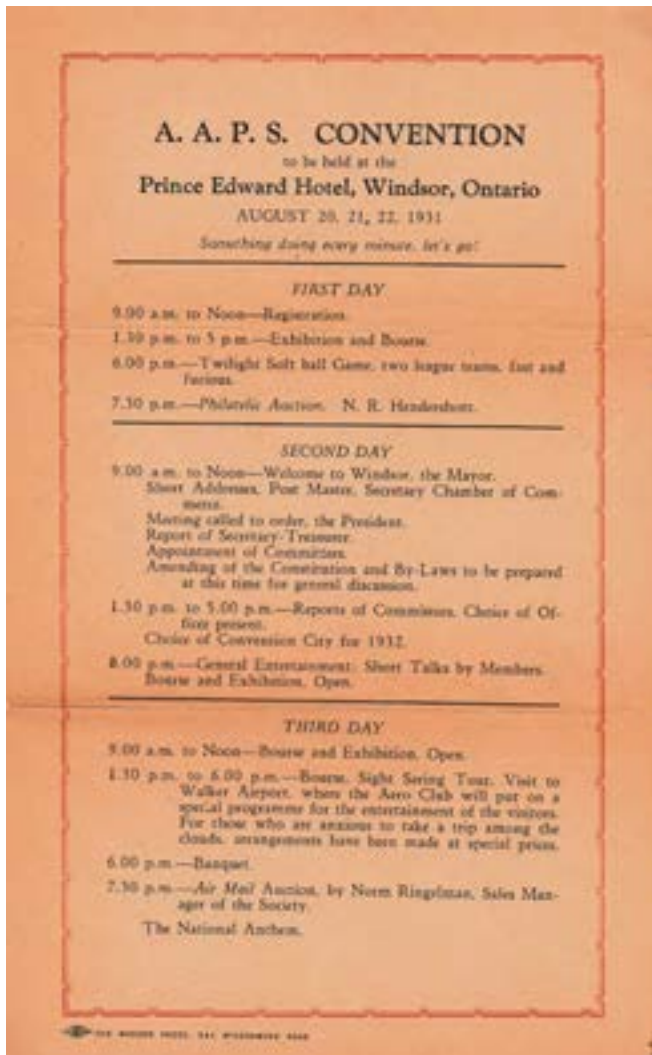 A. A. P. S. CONVENTION
to be held at the
Prince Edward Hotel, Windsor, Ontario
AUGUST 20, 21, 22, 1931
Something doing every minute, let's go!
FIRST DAY
9.00 a.m. to Noon—Registration.
1.30 p.m. to 5 p.m.—Exhibition and Bourse.
6.00 p.m.—Twilight Soft ball Game, two league teams, fast and
furious.
7.30 p.m.—Philatelic Auction. N. R. Hendershott.
SECOND DAY
9.00 a.m. to Noon—Welcome to Windsor, the Mayor.
Short Addresses, Post Master, Secretary Chamber of Com-
merce.
Meeting called to order, the President.
Report of Secretary-Treasurer.
Appointment of Committees.
Amending of the Constitution and By-Laws to be prepared
at this time for general discussion.
1.30 p.m. to 5.00 p.m.—Reports of Committees, Choice of Of-
fices present.
Choice of Convention City for 1932.
8.00 p.m.—General Entertainment; Short Talks by Members.
Bourse and Exhibition, Open.
THIRD DAY
9.00 a.m. to Noon—Bourse and Exhibition, Open.
1.30 p.m. to 6.00 p.m.—Bourse, Sight Seeing Tour, Visit to
Walker Airport, where the Aero Club will put on a
special programme for the entertainment of the visitors.
For those who are anxious to take a trip among the
clouds, arrangements have been made at special prices.
6.00 p.m.—Banquet.
7.30 p.m.—Air Mail Auction, by Norm Ringelman, Sales Man-
ager of the Society.
The National Anthem.